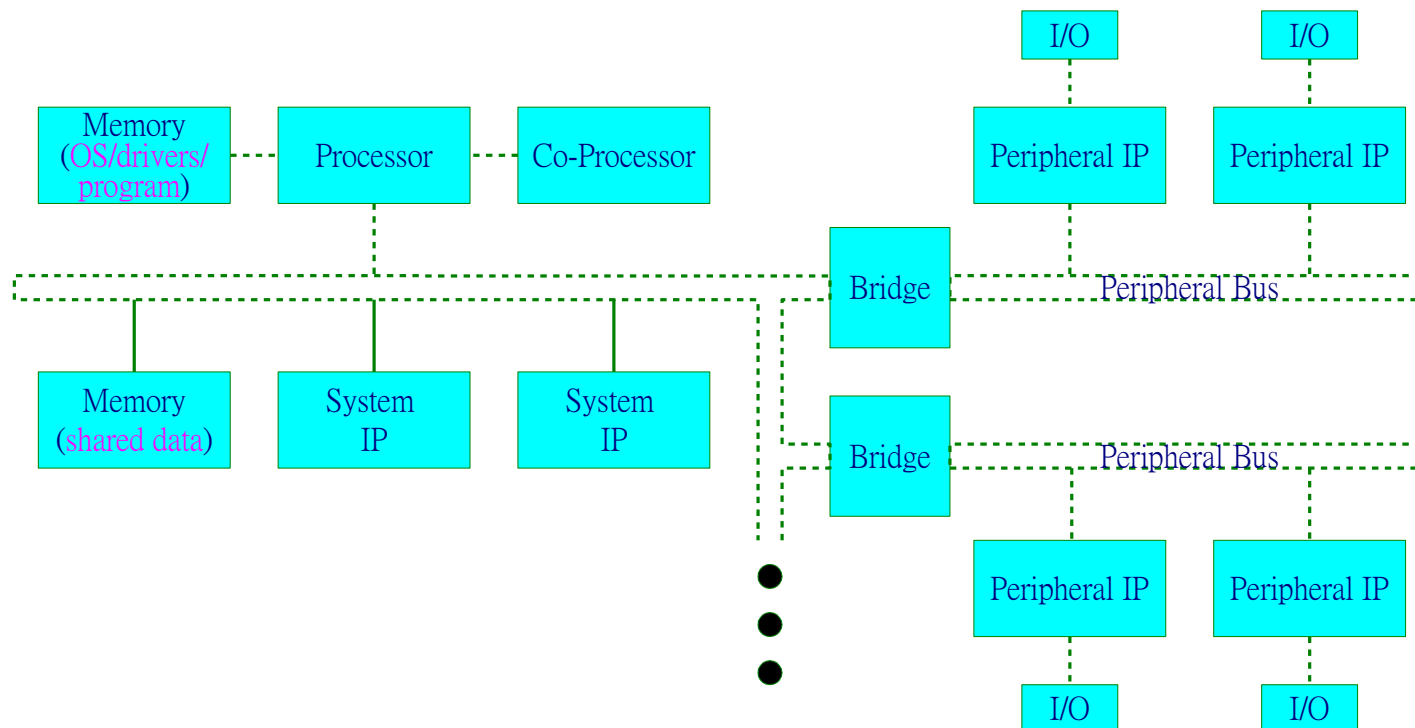 I/O
I/O
Memory
(OS/drivers/
program)
Processor
Co-Processor
Peripheral IP
Peripheral IP
Bridge
Peripheral Bus
Memory
(shared data)
System
IP
System
IP
Bridge
Peripheral Bus
Peripheral IP
Peripheral IP
I/O
I/O